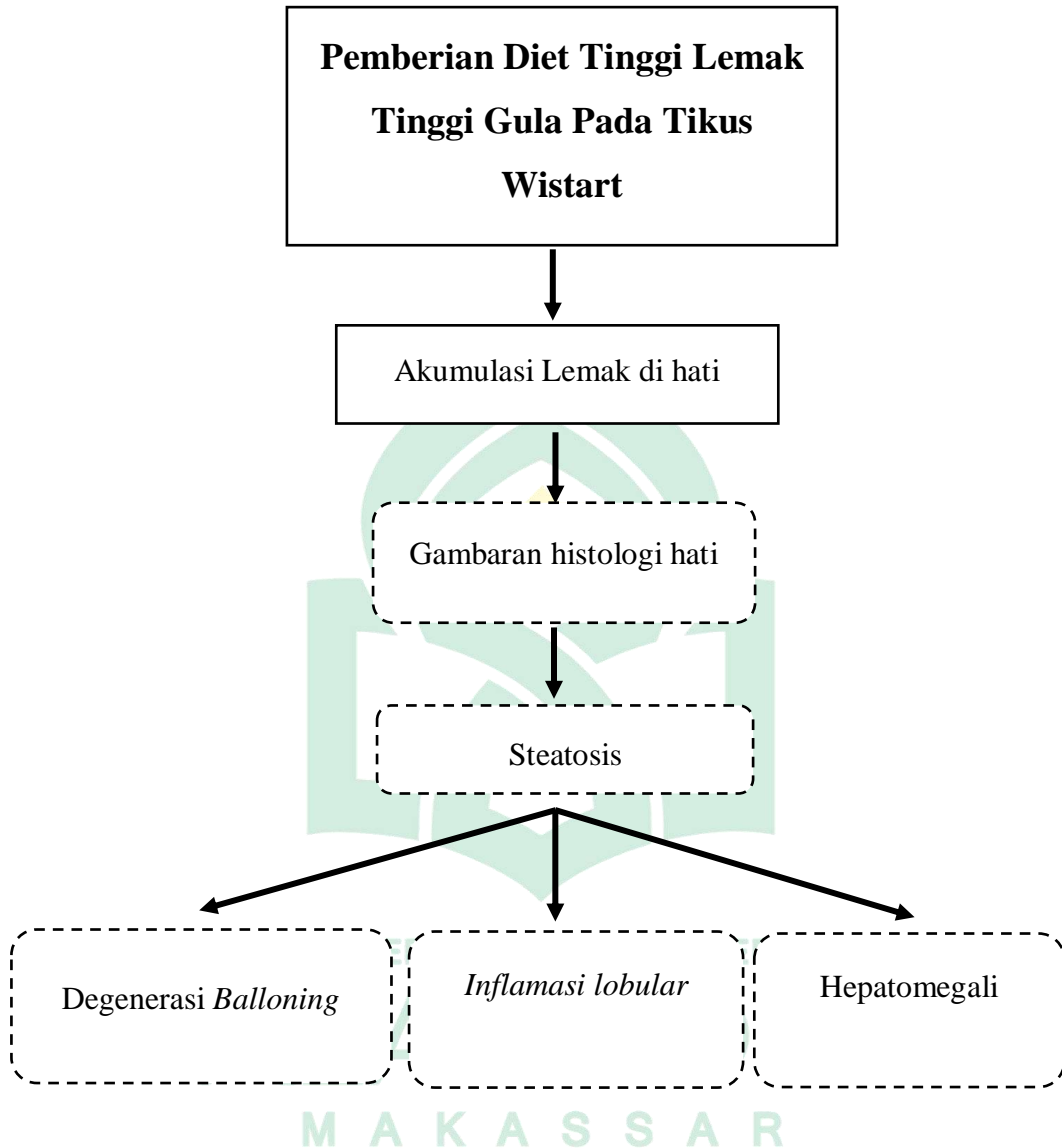 Pemberian Diet Tinggi Lemak
Tinggi Gula Pada Tikus
Wistart
Akumulasi Lemak di hati
Gambaran histologi hati
Steatosis
Degenerasi Balloning
Inflamasi lobular
Hepatomegali
MAKASSAR